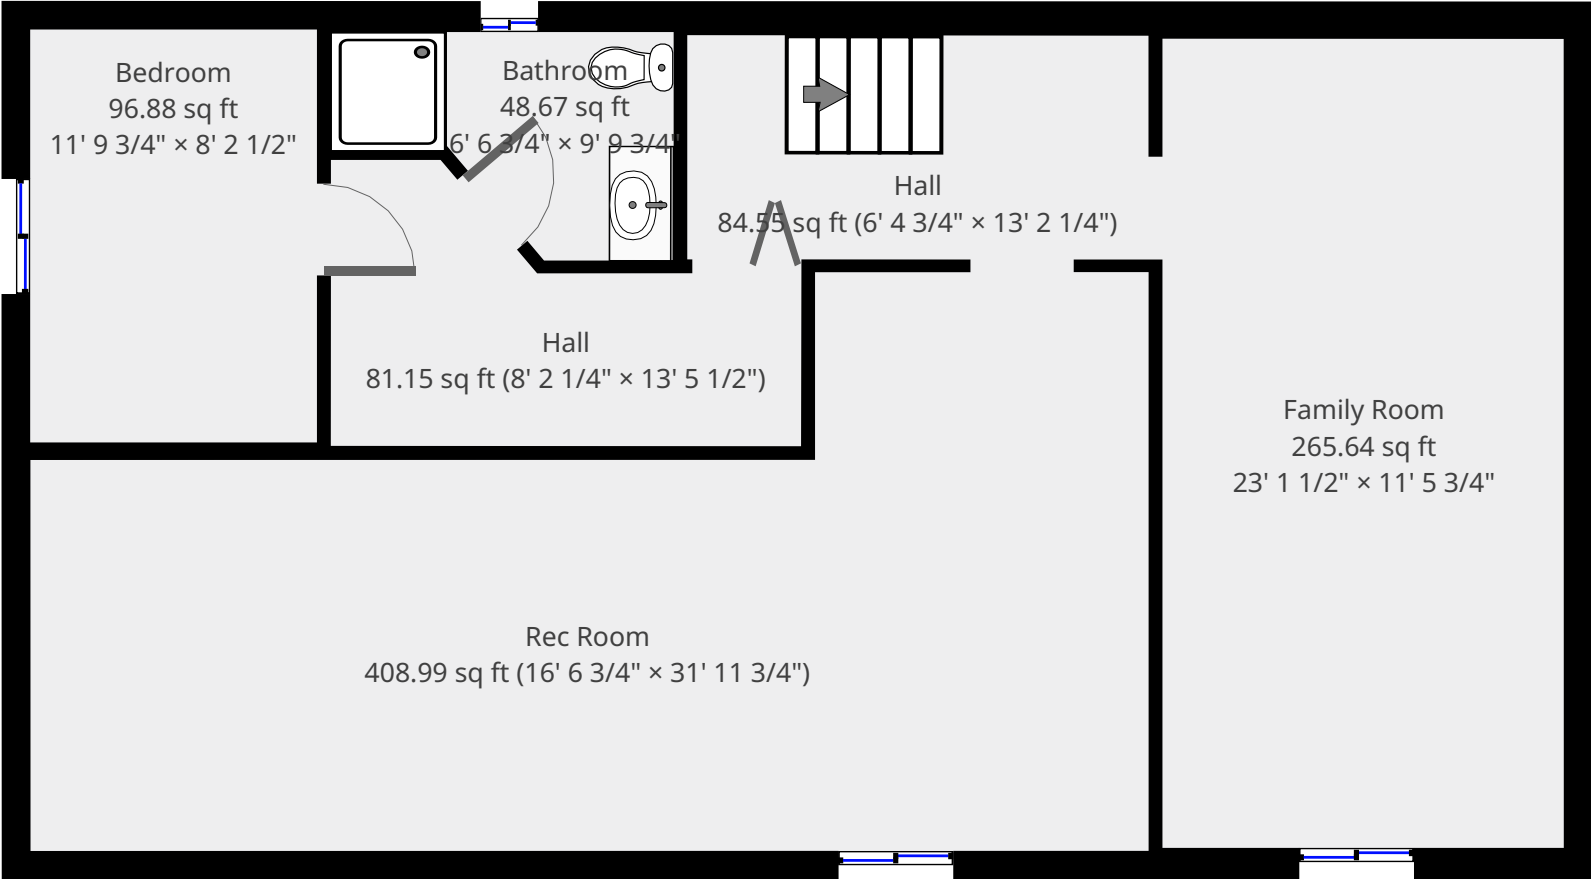 Bedroom
96.88 sq ft
11' 9 3/4" × 8' 2 1/2"
Bathroom
48.67 sq ft
6' 6 3/4" × 9' 9 3/4"
Hall
84.55 sq ft (6' 4 3/4" × 13' 2 1/4")
Hall
81.15 sq ft (8' 2 1/4" × 13' 5 1/2")
Family Room
265.64 sq ft
23' 1 1/2" × 11' 5 3/4"
Rec Room
408.99 sq ft (16' 6 3/4" × 31' 11 3/4")